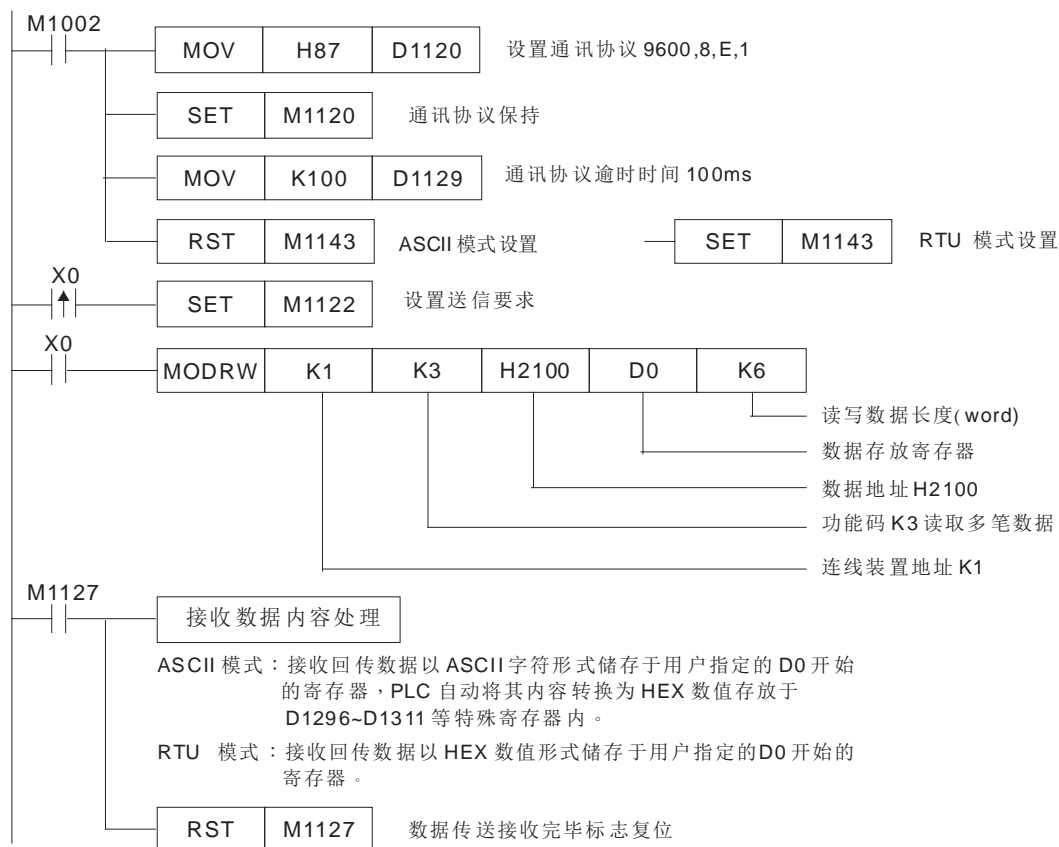 M1002
MOV H87 D1120 设置通讯协议 9600,8,E,1
SET M1120 通讯协议保持
MOV K100 D1129 通讯协议逾时时间 100ms
RST M1143 ASCII 模式设置 SET M1143 RTU 模式设置
X0
SET M1122 设置送信要求
X0
MODRW K1 K3 H2100 D0 K6
读写数据长度(word)
数据存放寄存器
数据地址 H2100
功能码 K3 读取多笔数据
连线装置地址 K1
M1127
接收数据内容处理
ASCII 模式：接收回传数据以 ASCII 字符形式储存于用户指定的 D0 开始
的寄存器，PLC 自动将其内容转换为 HEX 数值存放于
D1296~D1311 等特殊寄存器内。
RTU 模式：接收回传数据以 HEX 数值形式储存于用户指定的D0 开始的
寄存器。
RST M1127 数据传送接收完毕标志复位